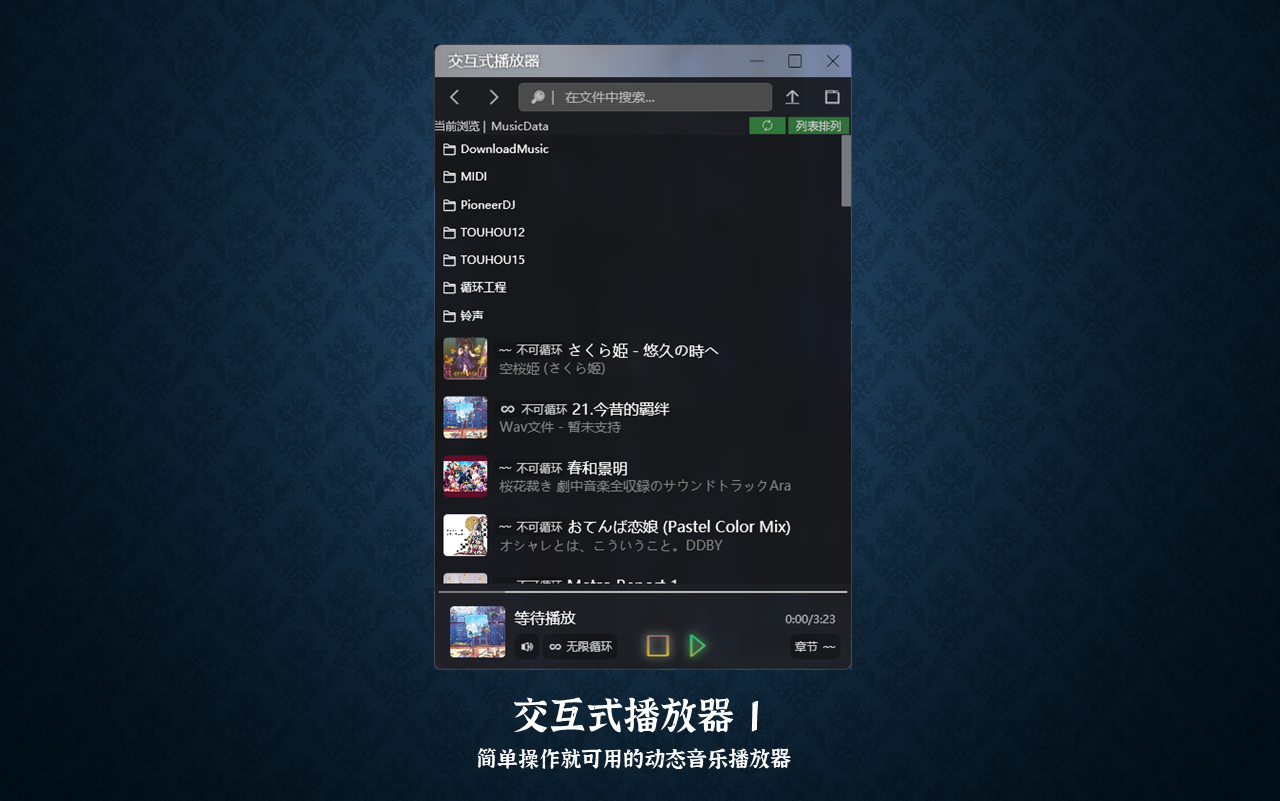 交互式播放器
在文件中搜索...
当前浏览 | MusicData
列表排列
DownloadMusic
MIDI
PioneerDJ
TOUHOU12
TOUHOU15
循环工程
铃声
~~ 不可循环 さくら姫 - 悠久の時へ
空桜姫 (さくら姫)
∞ 不可循环 21.今昔的羁绊
Wav文件 - 暂未支持
~~ 不可循环 春和景明
桜花裁き 劇中音楽全収録のサウンドトラックAra
~~ 不可循环 おてんば恋娘 (Pastel Color Mix)
オシャレとは、こういうこと。DDBY
等待播放
0:00/3:23
∞ 无限循环
章节 ~~
交互式播放器 1
简单操作就可用的动态音乐播放器